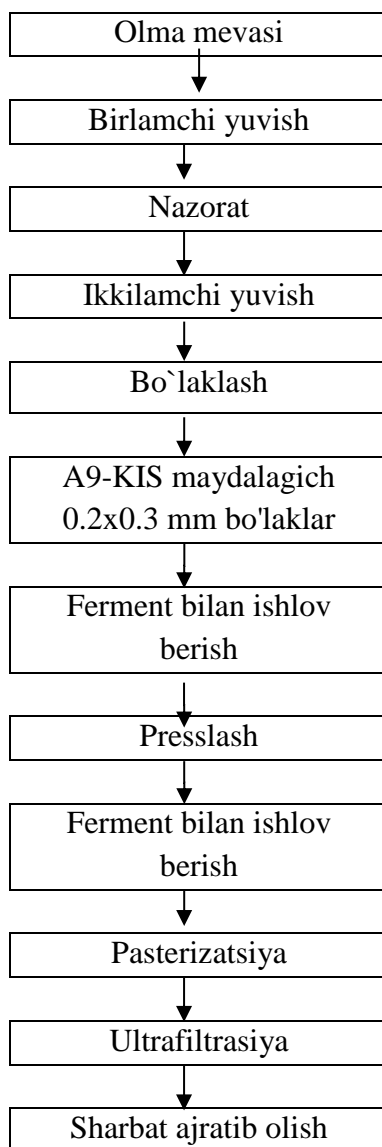 Olma mevasi
Birlamchi yuvish
Nazorat
Ikkilamchi yuvish
Bo`laklash
A9-KIS maydalagich
0.2x0.3 mm bo'laklar
Ferment bilan ishlov
berish
Presslash
Ferment bilan ishlov
berish
Pasterizatsiya
Ultrafiltrasiya
Sharbat ajratib olish